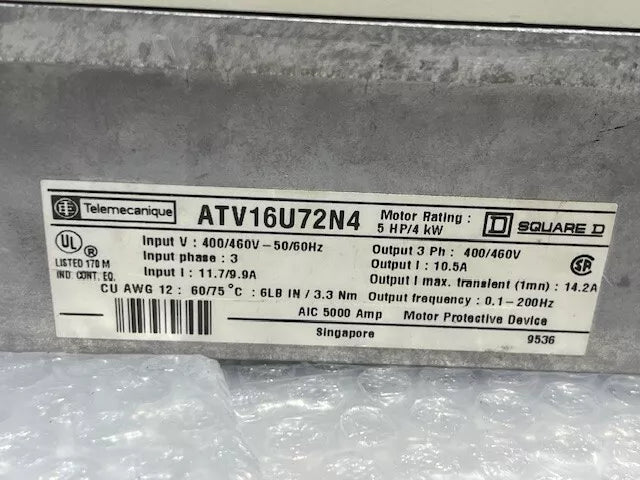 Telemecanique ATV16U72N4 Motor Rating : 5 HP/4 kW SQUARE D
UL ® LISTED 170 M IND. CONT. EQ.
Input V : 400/460V-50/60Hz
Input phase : 3
Input I : 11.7/9.9A
Output 3 Ph : 400/460V
Output I : 10.5A
Output I max. transient (1mn) : 14.2A
SA
CU AWG 12 : 60/75 °C : 6LB IN / 3.3 Nm Output frequency : 0.1-200Hz
AIC 5000 Amp Motor Protective Device
Singapore 9536